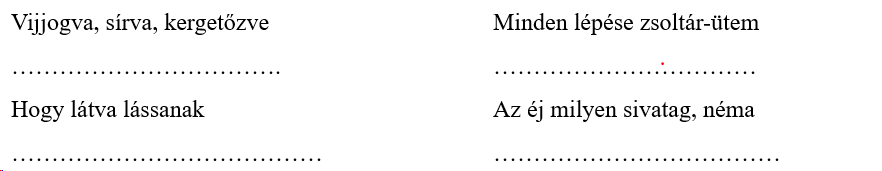 Vijjogva, sírva, kergetőzve
……………………………….
Hogy látva lássanak
…………………………………
Minden lépése zsoltár-ütem
……………………………
Az éj milyen sivatag, néma
………………………………